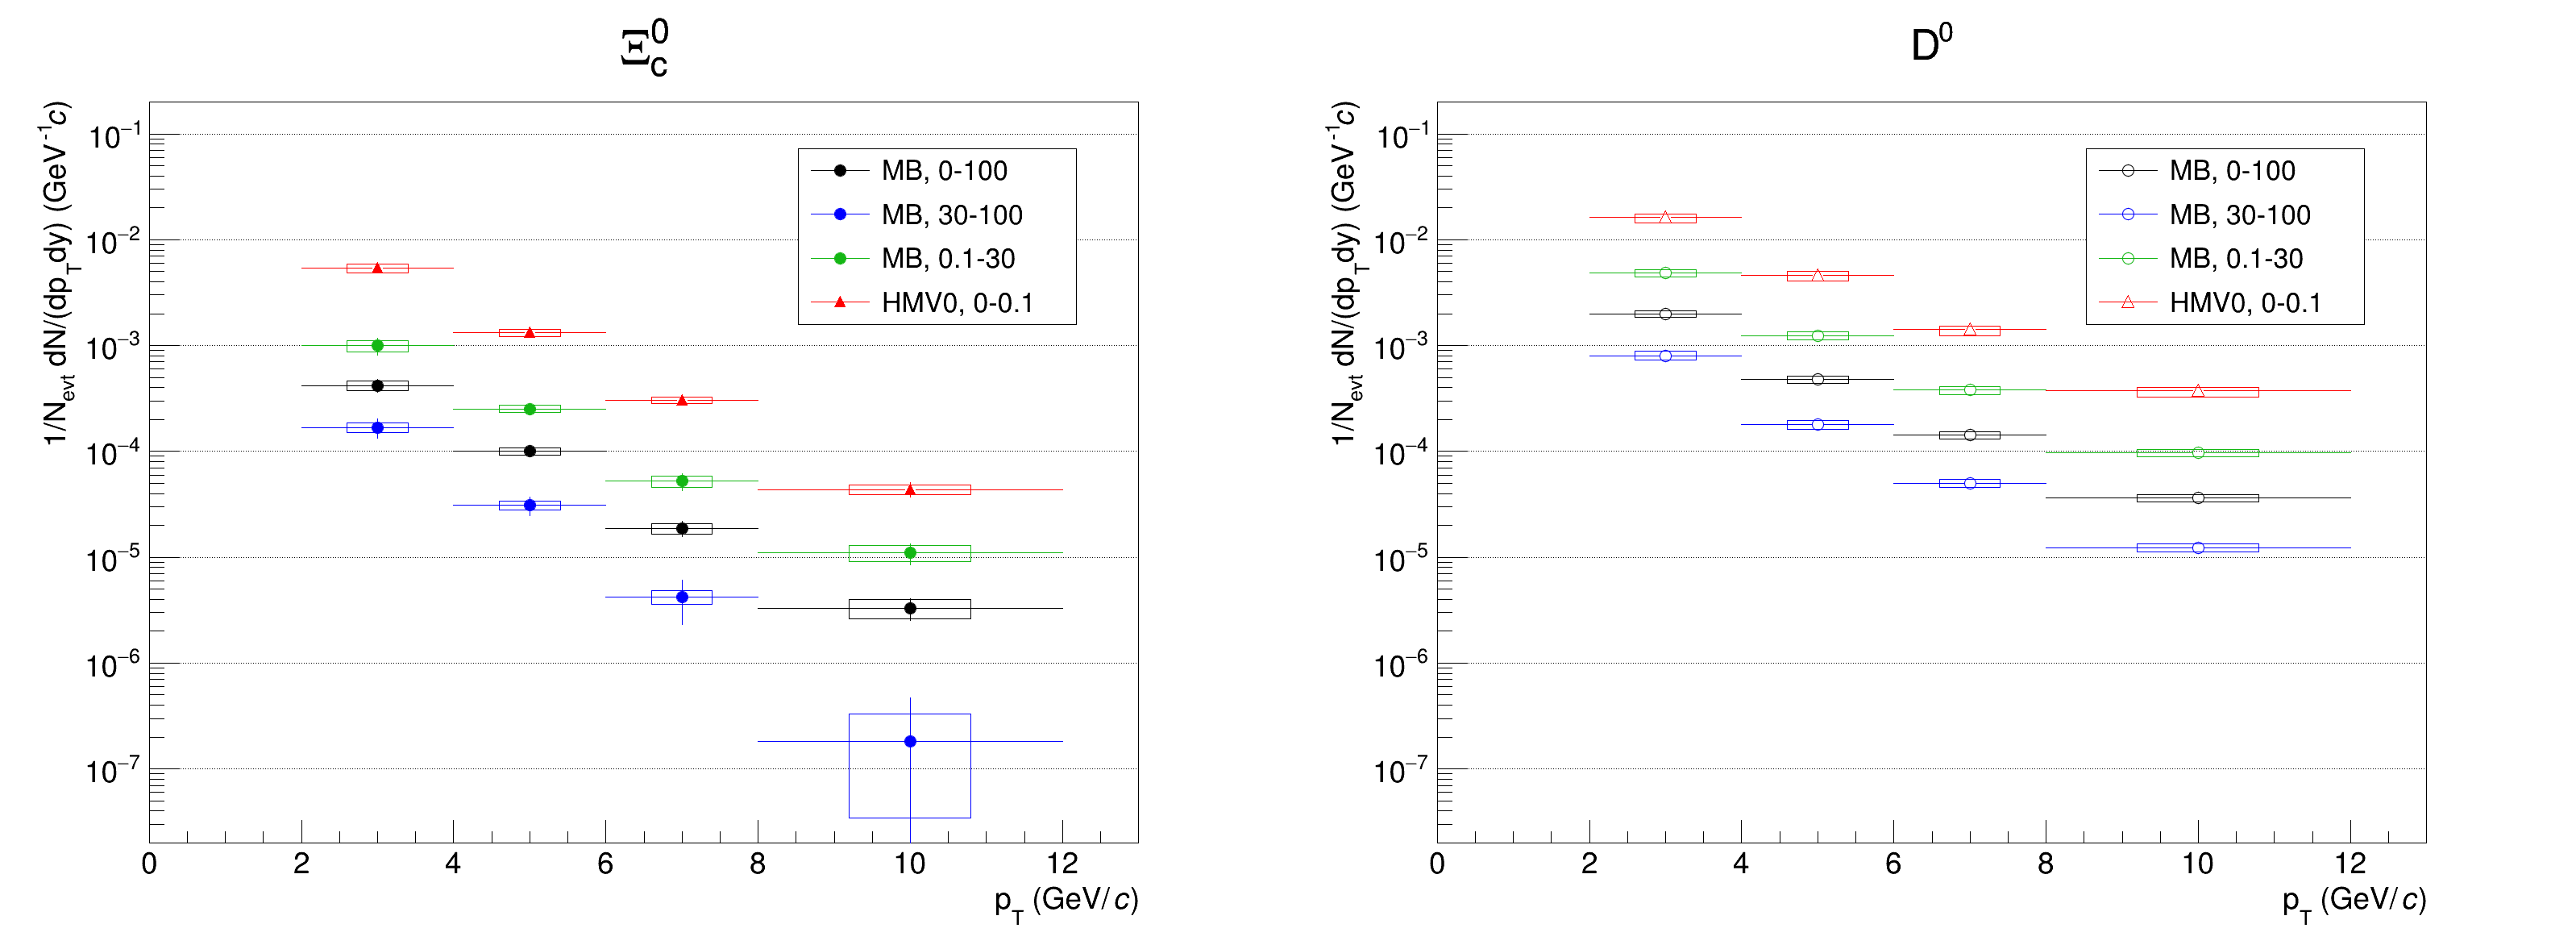 Ξc0
1/Nevt dN/(dpTdy) (GeV-1c)
10−1
10−2
10−3
10−4
10−5
10−6
10−7
MB, 0-100
MB, 30-100
MB, 0.1-30
HMV0, 0-0.1
0 2 4 6 8 10 12
pT (GeV/c)
D0
1/Nevt dN/(dpTdy) (GeV-1c)
10−1
10−2
10−3
10−4
10−5
10−6
10−7
MB, 0-100
MB, 30-100
MB, 0.1-30
HMV0, 0-0.1
0 2 4 6 8 10 12
pT (GeV/c)